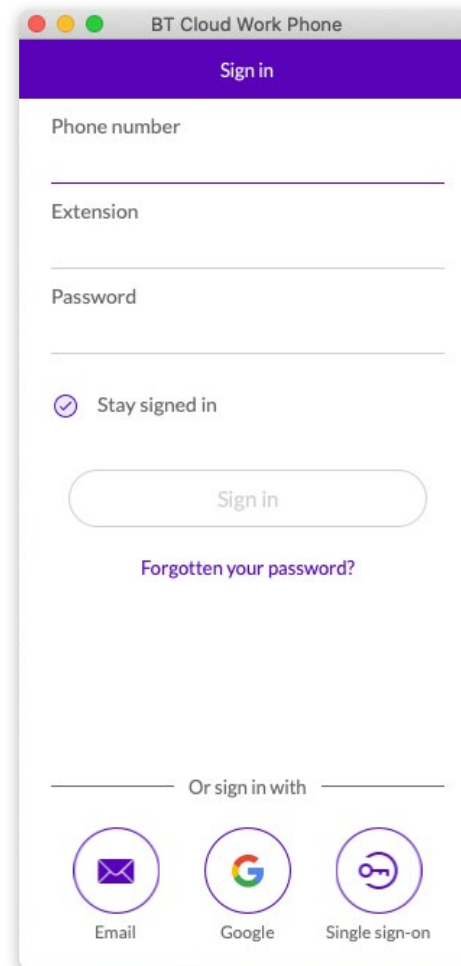 BT Cloud Work Phone
Sign in
Phone number
Extension
Password
Stay signed in
Sign in
Forgotten your password?
Or sign in with
Email Google Single sign-on